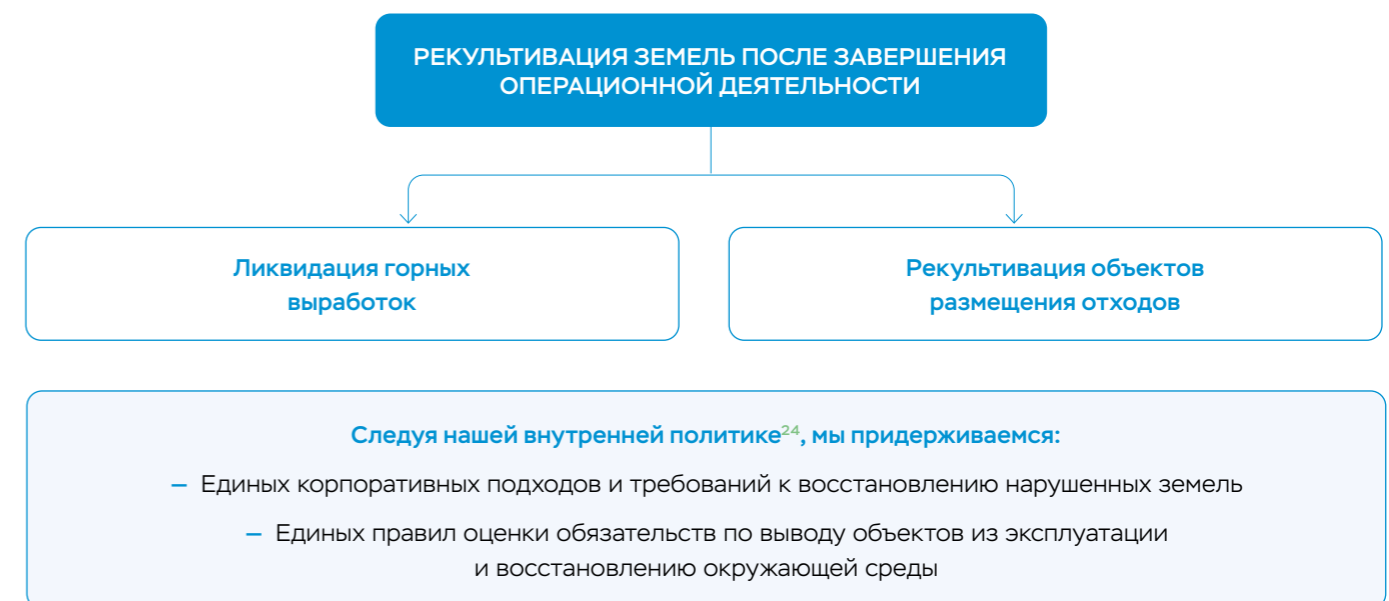 РЕКУЛЬТИВАЦИЯ ЗЕМЕЛЬ ПОСЛЕ ЗАВЕРШЕНИЯ
ОПЕРАЦИОННОЙ ДЕЯТЕЛЬНОСТИ
Ликвидация горных
выработок
Рекультивация объектов
размещения отходов
Следуя нашей внутренней политике²⁴, мы придерживаемся:
– Единых корпоративных подходов и требований к восстановлению нарушенных земель
– Единых правил оценки обязательств по выводу объектов из эксплуатации
и восстановлению окружающей среды